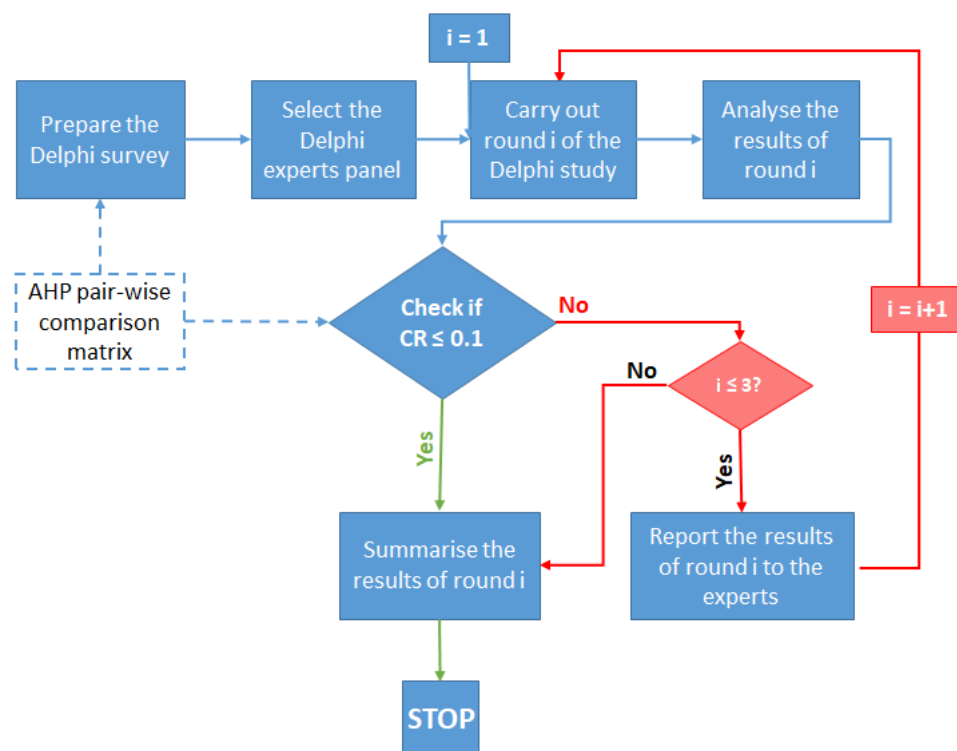 i = 1
Prepare the
Delphi survey
Select the
Delphi
experts panel
Carry out
round i of the
Delphi study
Analyse the
results of
round i
AHP pair-wise
comparison
matrix
Check if
CR ≤ 0.1
No
i = i+1
No
i ≤ 3?
Yes
Yes
Summarise the
results of round i
Report the results
of round i to the
experts
STOP